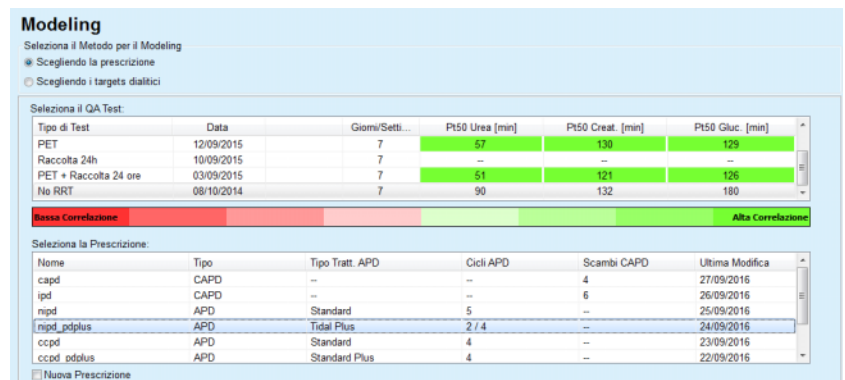 Modeling
Seleziona il Metodo per il Modeling
Scegliendo la prescrizione
Scegliendo i targets dialitici
Seleziona il QA Test:
Tipo di Test Data Giorni/Setti... Pt50 Urea [min] Pt50 Creat. [min] Pt50 Gluc. [min]
PET 12/09/2015 7 57 130 129
Raccolta 24h 10/09/2015 7 -- -- --
PET + Raccolta 24 ore 03/09/2015 7 51 121 126
No RRT 08/10/2014 7 90 132 180
Bassa Correlazione Alta Correlazione
Seleziona la Prescrizione:
Nome Tipo Tipo Tratt. APD Cicli APD Scambi CAPD Ultima Modifica
capd CAPD -- -- 4 27/09/2016
ipd CAPD -- -- 6 26/09/2016
nipd APD Standard 5 -- 25/09/2016
nipd_pdplus APD Tidal Plus 2 / 4 -- 24/09/2016
ccpd APD Standard 4 -- 23/09/2016
ccpd_pdplus APD Standard Plus 4 -- 22/09/2016
Nuova Prescrizione